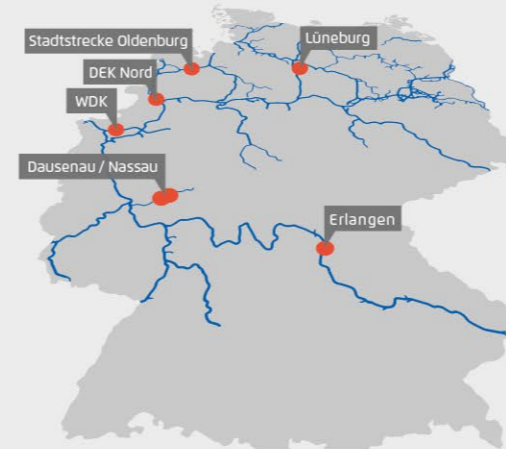 Stadtstrecke Oldenburg
Lüneburg
DEK Nord
WDK
Dausenau / Nassau
Erlangen